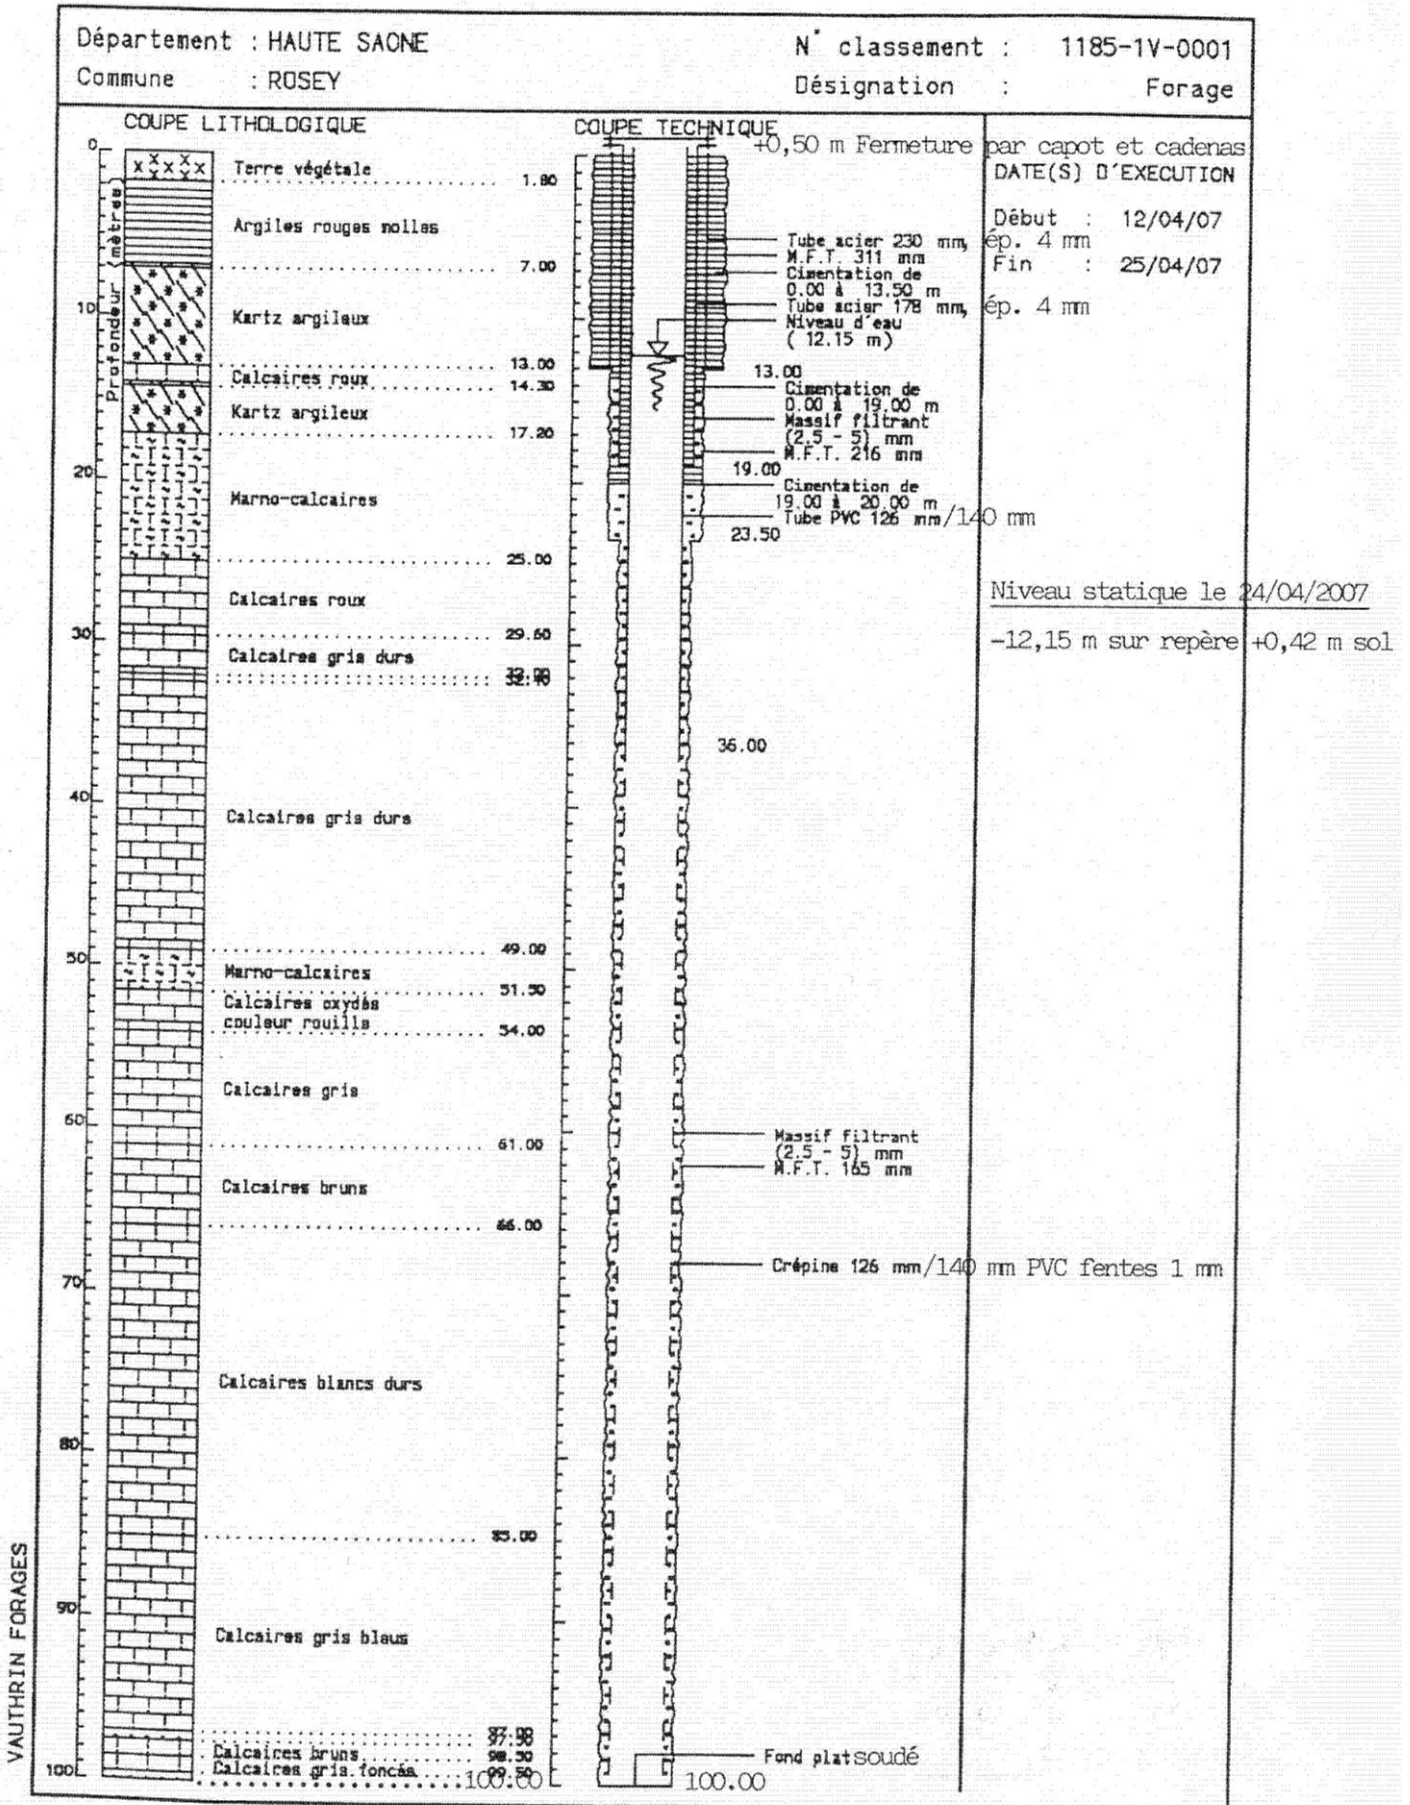 Département : HAUTE SAONE
N° classement : 1185-1V-0001
Commune : ROSEY
Désignation : Forage
COUPE LITHOLOGIQUE
COUPE TECHNIQUE
+0,50 m Fermeture par capot et cadenas
DATE(S) D'EXECUTION
Début : 12/04/07
Fin : 25/04/07
Profondeur (mètres)
0
10
20
30
40
50
60
70
80
90
100
Terre végétale
1.80
Argiles rouges molles
7.00
Kartz argileux
13.00
Calcaires roux
14.30
Kartz argileux
17.20
Marno-calcaires
25.00
Calcaires roux
29.60
Calcaires gris durs
32.40
Calcaires gris durs
49.00
Marno-calcaires
51.50
Calcaires oxydés
couleur rouille
54.00
Calcaires gris
61.00
Calcaires bruns
66.00
Calcaires blancs durs
85.00
Calcaires gris bleus
97.00
97.50
Calcaires bruns
98.50
Calcaires gris foncés
99.50
100.00
Tube acier 230 mm, ép. 4 mm
M.F.T. 311 mm
Cimentation de
0.00 à 13.50 m
Tube acier 178 mm, ép. 4 mm
Niveau d'eau
( 12.15 m)
13.00
Cimentation de
0.00 à 19.00 m
Massif filtrant
(2.5 - 5) mm
M.F.T. 216 mm
19.00
Cimentation de
19.00 à 20.00 m
Tube PVC 126 mm/140 mm
23.50
Niveau statique le 24/04/2007
-12,15 m sur repère +0,42 m sol
36.00
Massif filtrant
(2.5 - 5) mm
M.F.T. 165 mm
Crépine 126 mm/140 mm PVC fentes 1 mm
Fond plat soudé
100.00
VAUTHRIN FORAGES